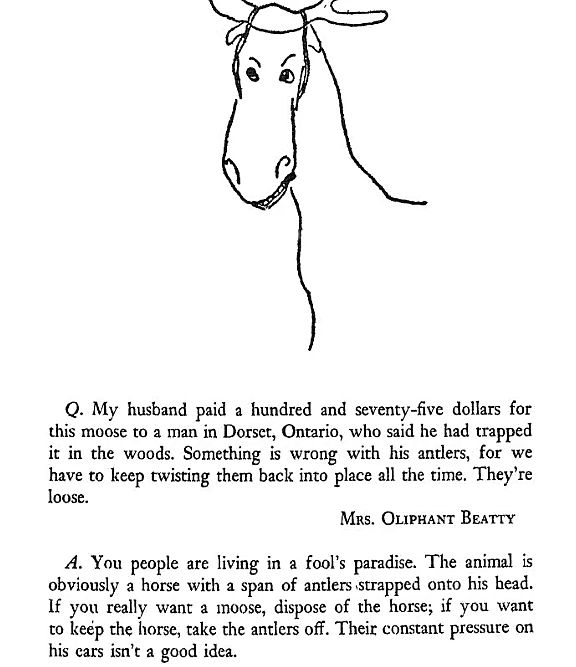 Q. My husband paid a hundred and seventy-five dollars for
this moose to a man in Dorset, Ontario, who said he had trapped
it in the woods. Something is wrong with his antlers, for we
have to keep twisting them back into place all the time. They're
loose.
Mrs. Oliphant Beatty
A. You people are living in a fool's paradise. The animal is
obviously a horse with a span of antlers strapped onto his head.
If you really want a moose, dispose of the horse; if you want
to keep the horse, take the antlers off. Their constant pressure on
his ears isn't a good idea.